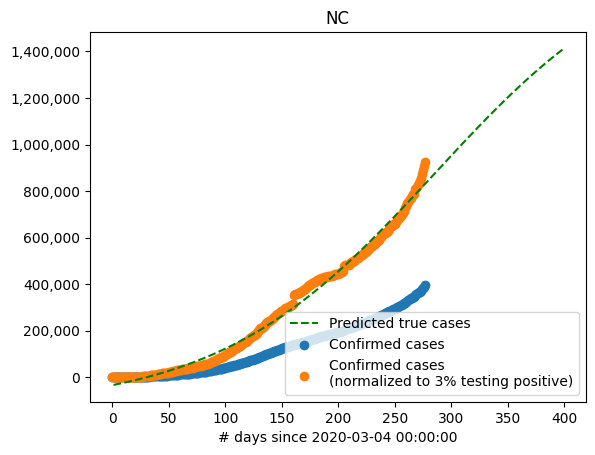 NC
1,400,000
1,200,000
1,000,000
800,000
600,000
400,000
200,000
0
Predicted true cases
Confirmed cases
Confirmed cases
(normalized to 3% testing positive)
0 50 100 150 200 250 300 350 400
# days since 2020-03-04 00:00:00